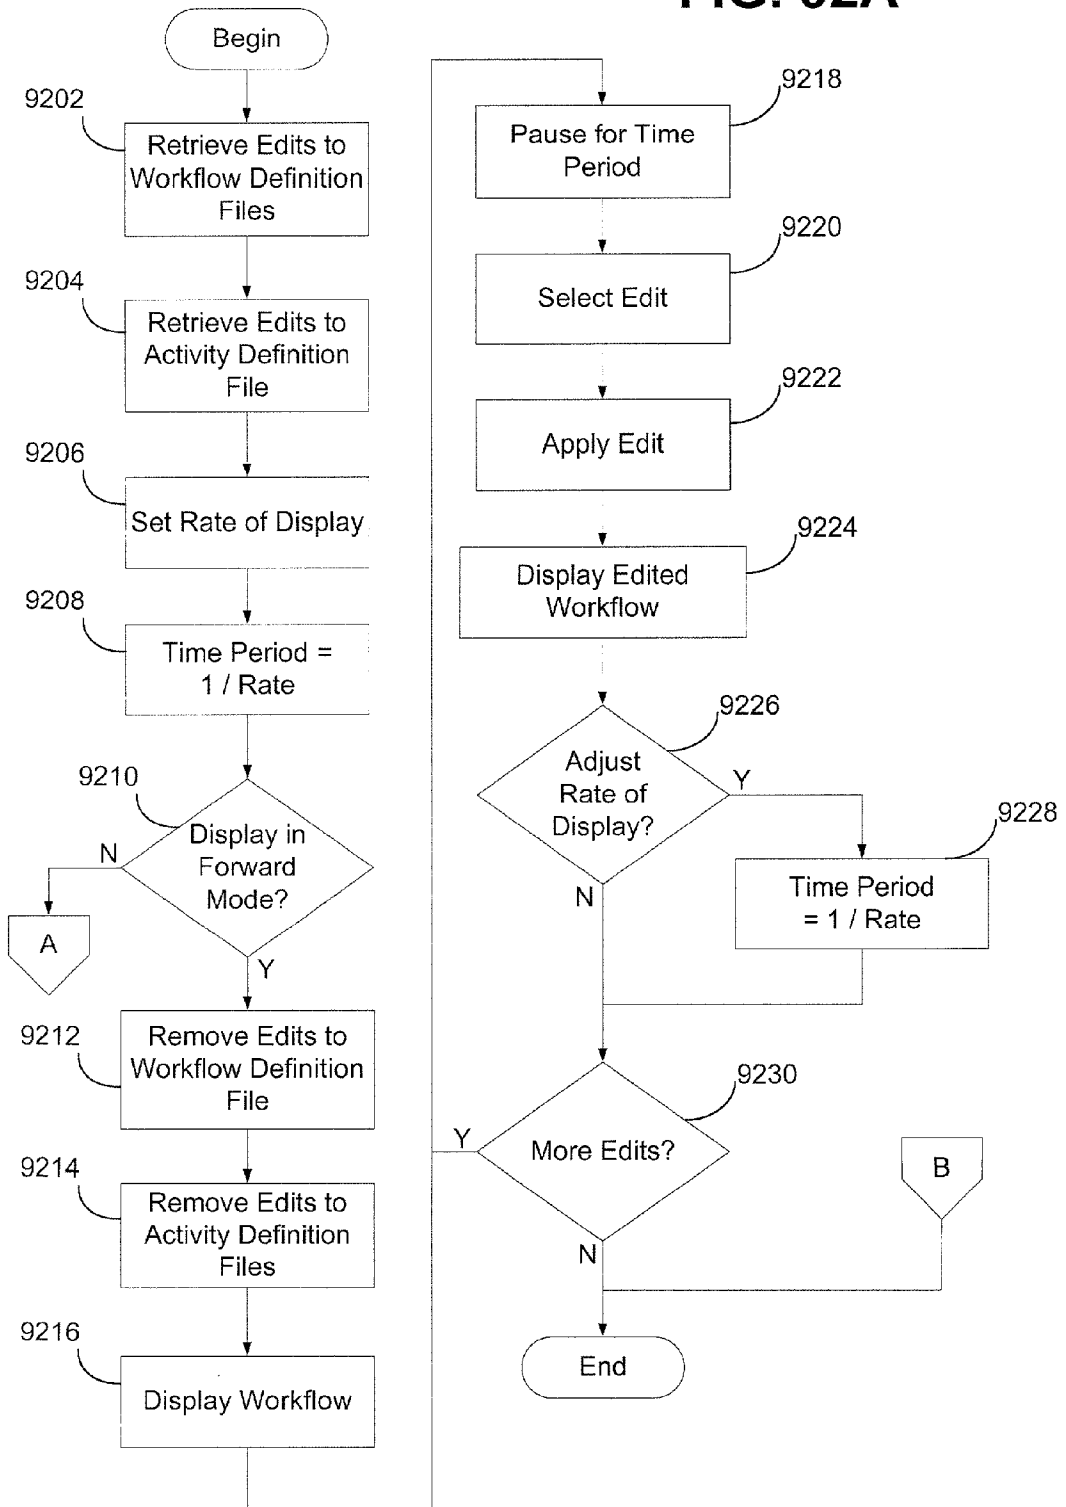 Begin
9202
Retrieve Edits to
Workflow Definition
Files
9204
Retrieve Edits to
Activity Definition
File
9206
Set Rate of Display
9208
Time Period =
1 / Rate
9210
Display in
Forward
Mode?
N
A
Y
9212
Remove Edits to
Workflow Definition
File
9214
Remove Edits to
Activity Definition
Files
9216
Display Workflow
9218
Pause for Time
Period
9220
Select Edit
9222
Apply Edit
9224
Display Edited
Workflow
9226
Adjust
Rate of
Display?
Y
N
9228
Time Period
= 1 / Rate
9230
More Edits?
Y
N
B
End